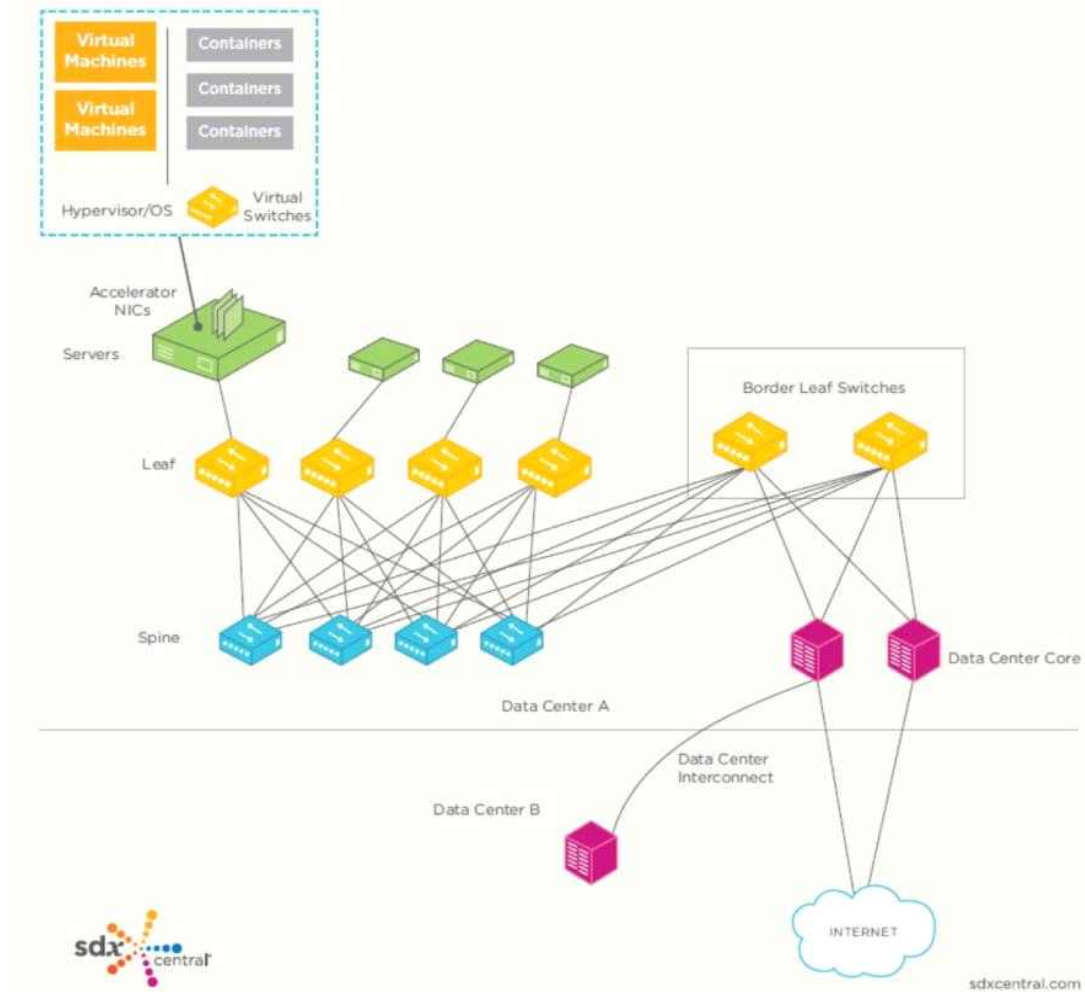 Virtual
Machines
Containers
Containers
Virtual
Machines
Containers
Hypervisor/OS
Virtual
Switches
Accelerator
NICs
Servers
Border Leaf Switches
Leaf
Spine
Data Center Core
Data Center A
Data Center
Interconnect
Data Center B
INTERNET
sdx
central
sdxcentral.com